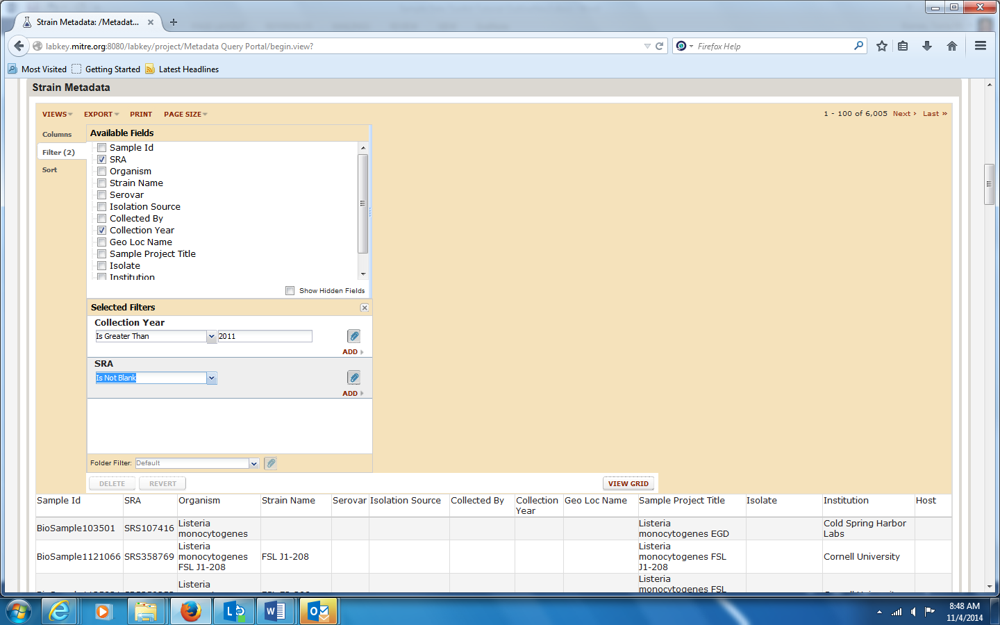 Strain Metadata: /Metadat...
labkey.mitre.org:8080/labkey/project/Metadata Query Portal/begin.view?
Firefox Help
Most Visited Getting Started Latest Headlines
Strain Metadata
VIEWS EXPORT PRINT PAGE SIZE 1 - 100 of 6,005 Next › Last »
Columns
Filter (2)
Sort
Available Fields
Sample Id
SRA
Organism
Strain Name
Serovar
Isolation Source
Collected By
Collection Year
Geo Loc Name
Sample Project Title
Isolate
Institution
Show Hidden Fields
Selected Filters
Collection Year
Is Greater Than 2011
ADD
SRA
Is Not Blank
ADD
Folder Filter: Default
DELETE REVERT VIEW GRID
Sample Id SRA Organism Strain Name Serovar Isolation Source Collected By Collection Year Geo Loc Name Sample Project Title Isolate Institution Host
BioSample103501 SRS107416 Listeria monocytogenes Listeria monocytogenes EGD Cold Spring Harbor Labs
BioSample1121066 SRS358769 Listeria monocytogenes FSL J1-208 FSL J1-208 Listeria monocytogenes FSL J1-208 Cornell University
Listeria Listeria monocytogenes FSL
8:48 AM
11/4/2014